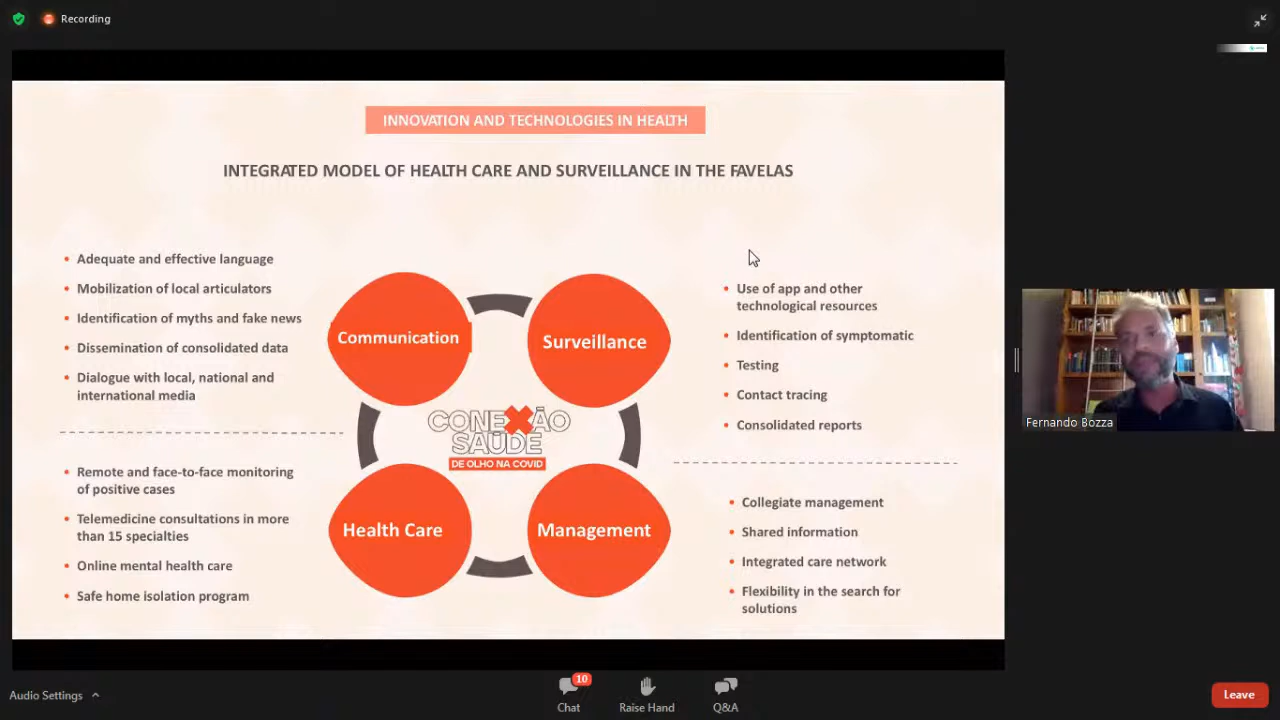 Recording
INNOVATION AND TECHNOLOGIES IN HEALTH
INTEGRATED MODEL OF HEALTH CARE AND SURVEILLANCE IN THE FAVELAS
• Adequate and effective language
• Mobilization of local articulators
• Identification of myths and fake news
• Dissemination of consolidated data
• Dialogue with local, national and
international media
• Remote and face-to-face monitoring
of positive cases
• Telemedicine consultations in more
than 15 specialties
• Online mental health care
• Safe home isolation program
Communication
Surveillance
CONEXÃO
SAÚDE
DE OLHO NA COVID
Health Care
Management
• Use of app and other
technological resources
• Identification of symptomatic
• Testing
• Contact tracing
• Consolidated reports
• Collegiate management
• Shared information
• Integrated care network
• Flexibility in the search for
solutions
Fernando Bozza
Audio Settings
10
Chat
Raise Hand
Q&A
Leave